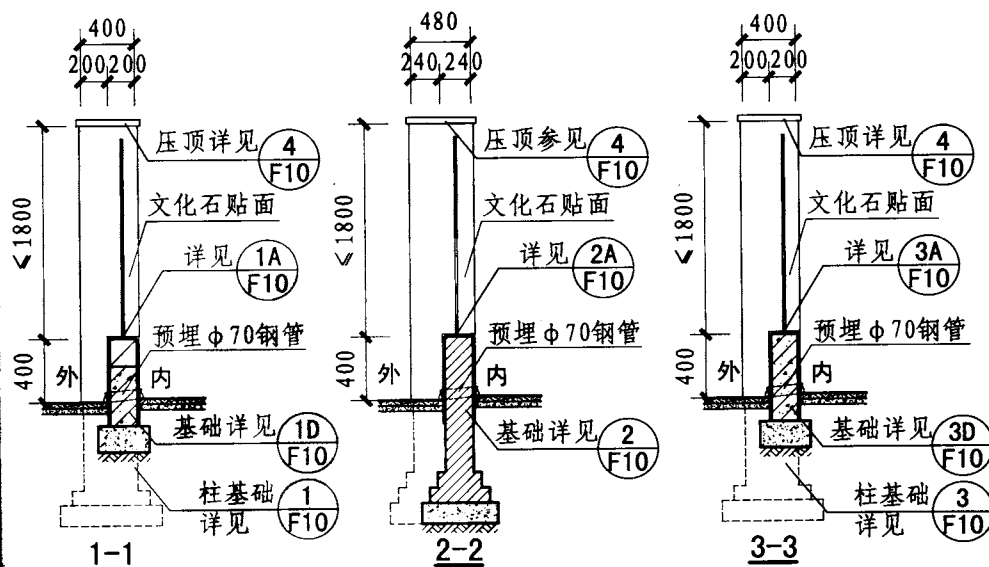 400
200 200
≤1800
400
压顶详见 4 F10
文化石贴面
详见 1A F10
预埋φ70钢管
外 内
基础详见 1D F10
柱基础 详见 1 F10
1-1
480
240 240
≤1800
400
压顶参见 4 F10
文化石贴面
详见 2A F10
预埋φ70钢管
外 内
基础详见 2 F10
2-2
400
200 200
≤1800
400
压顶详见 4 F10
文化石贴面
详见 3A F10
预埋φ70钢管
外 内
基础详见 3D F10
柱基础 详见 3 F10
3-3